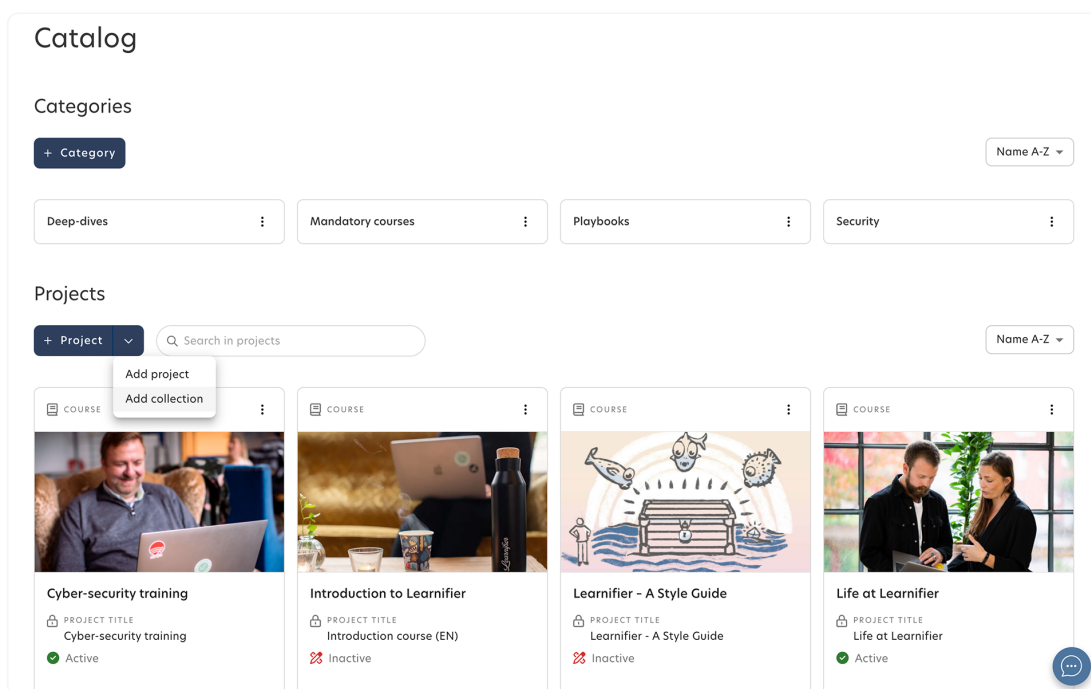 Catalog
Categories
+ Category
Name A-Z
Deep-dives
Mandatory courses
Playbooks
Security
Projects
+ Project
Search in projects
Name A-Z
Add project
Add collection
COURSE
COURSE
COURSE
COURSE
Learnifier
Cyber-security training
Introduction to Learnifier
Learnifier – A Style Guide
Life at Learnifier
PROJECT TITLE
PROJECT TITLE
PROJECT TITLE
PROJECT TITLE
Cyber-security training
Introduction course (EN)
Learnifier - A Style Guide
Life at Learnifier
Active
Inactive
Inactive
Active